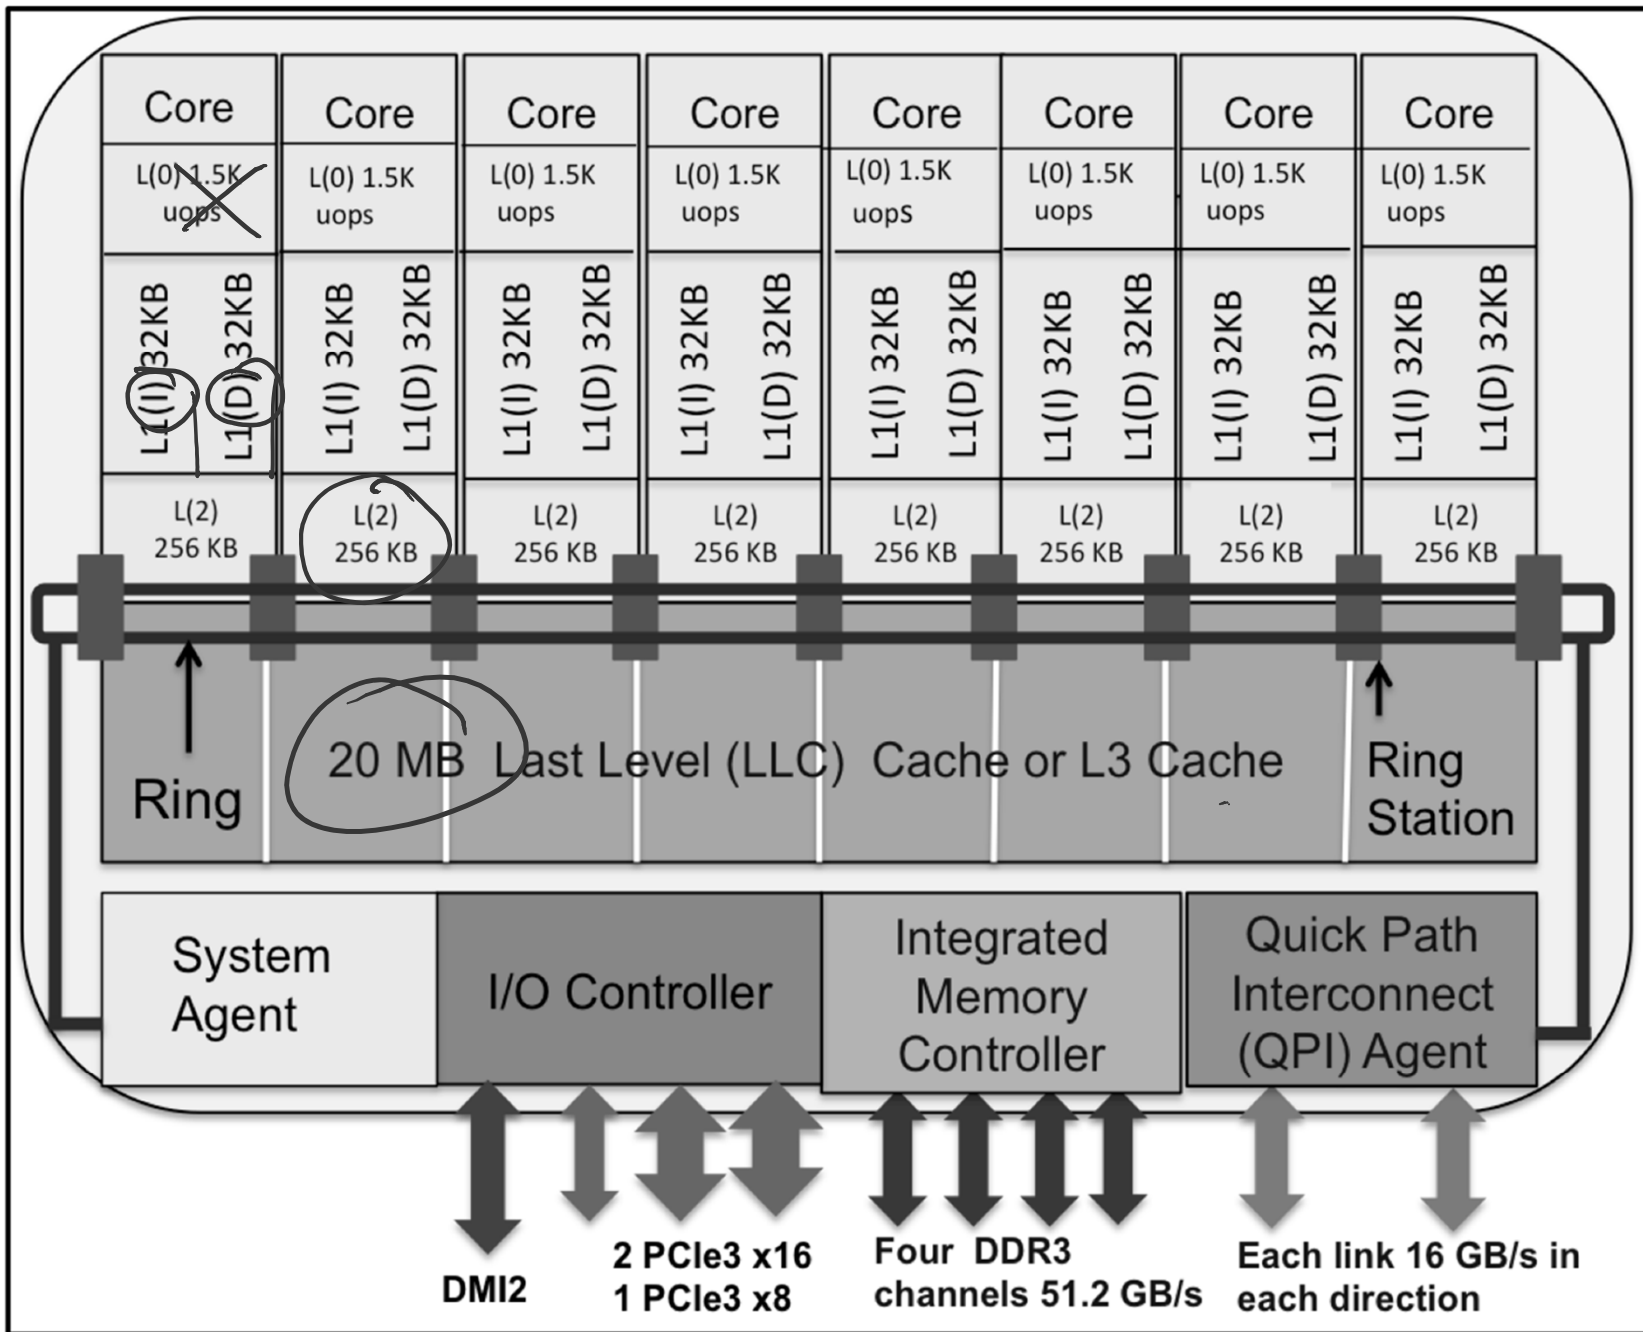 Core
Core
Core
Core
Core
Core
Core
Core
L(0) 1.5K
uops
L(0) 1.5K
uops
L(0) 1.5K
uops
L(0) 1.5K
uops
L(0) 1.5K
uops
L(0) 1.5K
uops
L(0) 1.5K
uops
L(0) 1.5K
uops
L1(I) 32KB
L1(D) 32KB
L1(I) 32KB
L1(D) 32KB
L1(I) 32KB
L1(D) 32KB
L1(I) 32KB
L1(D) 32KB
L1(I) 32KB
L1(D) 32KB
L1(I) 32KB
L1(D) 32KB
L1(I) 32KB
L1(D) 32KB
L1(I) 32KB
L1(D) 32KB
L(2)
256 KB
L(2)
256 KB
L(2)
256 KB
L(2)
256 KB
L(2)
256 KB
L(2)
256 KB
L(2)
256 KB
L(2)
256 KB
Ring
20 MB Last Level (LLC) Cache or L3 Cache
Ring
Station
System
Agent
I/O Controller
Integrated
Memory
Controller
Quick Path
Interconnect
(QPI) Agent
DMI2
2 PCIe3 x16
1 PCIe3 x8
Four DDR3
channels 51.2 GB/s
Each link 16 GB/s in
each direction